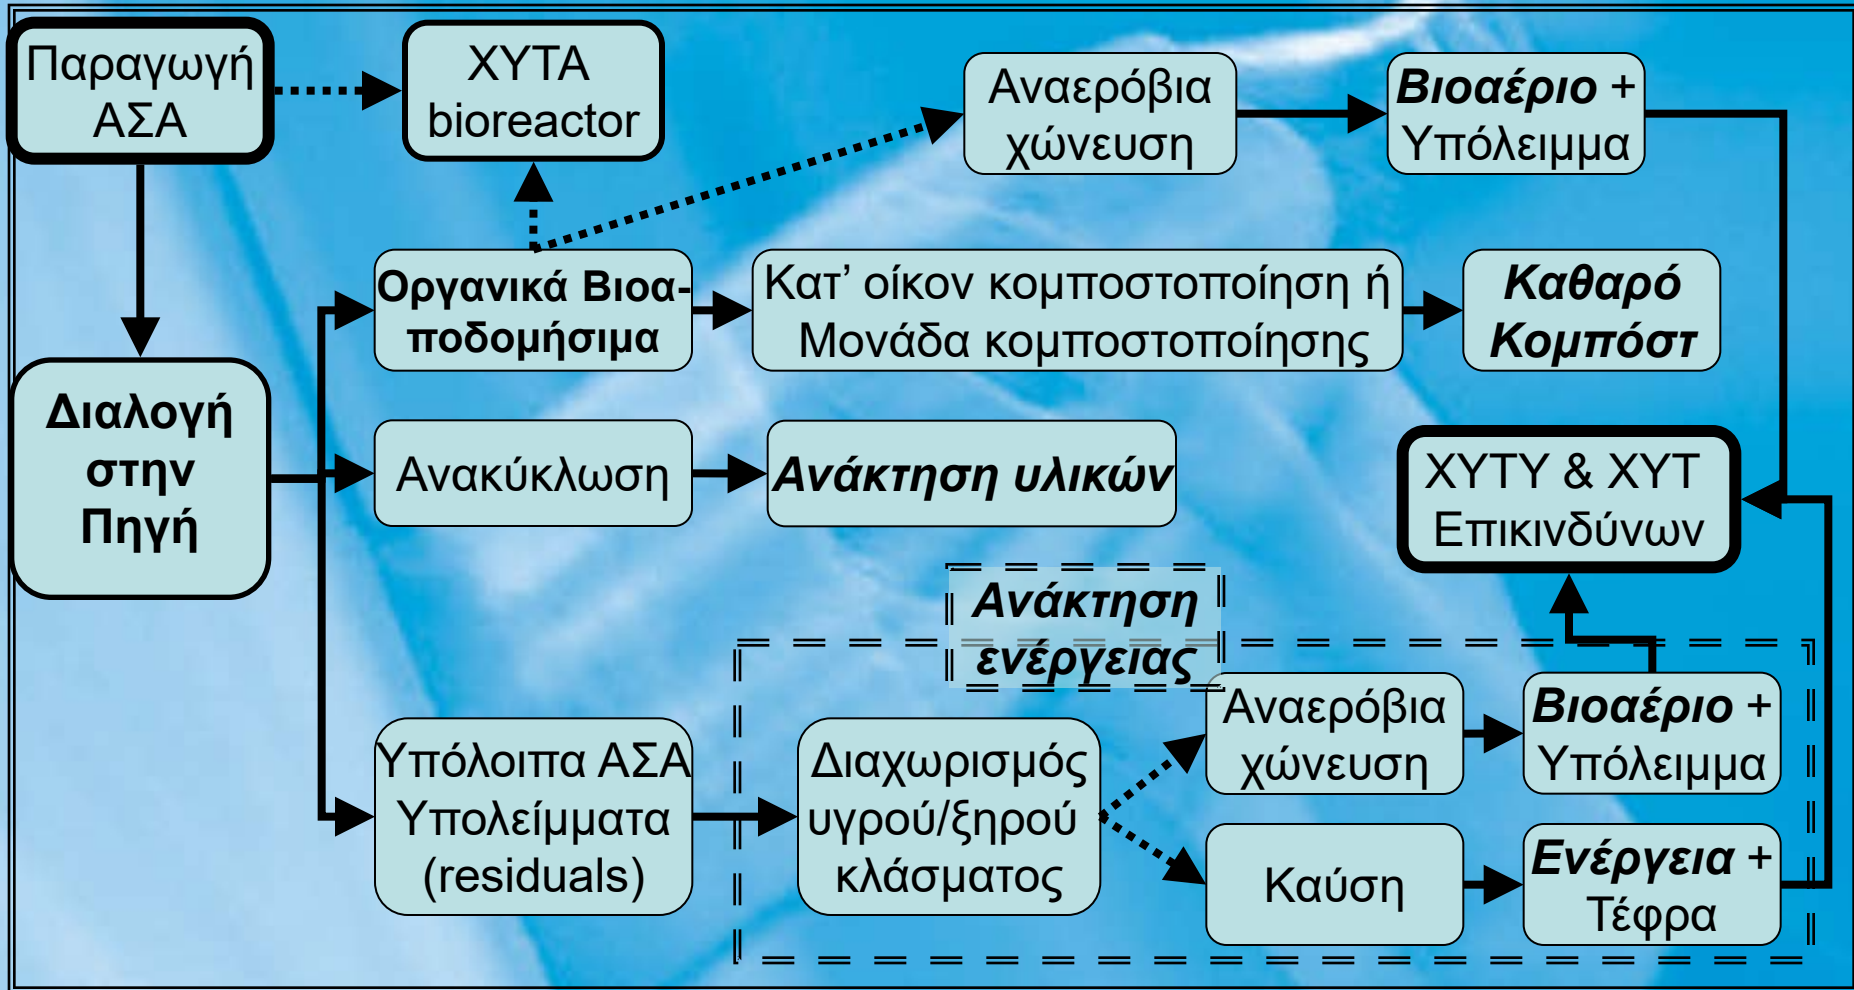 Παραγωγή
ΑΣΑ
ΧΥΤΑ
bioreactor
Αναερόβια
χώνευση
Βιοαέριο +
Υπόλειμμα
Οργανικά Βιοα-
ποδομήσιμα
Κατ’ οίκον κομποστοποίηση ή
Μονάδα κομποστοποίησης
Καθαρό
Κομπόστ
Διαλογή
στην
Πηγή
Ανακύκλωση
Ανάκτηση υλικών
ΧΥΤΥ & ΧΥΤ
Επικινδύνων
Ανάκτηση
ενέργειας
Υπόλοιπα ΑΣΑ
Υπολείμματα
(residuals)
Διαχωρισμός
υγρού/ξηρού
κλάσματος
Αναερόβια
χώνευση
Βιοαέριο +
Υπόλειμμα
Καύση
Ενέργεια +
Τέφρα